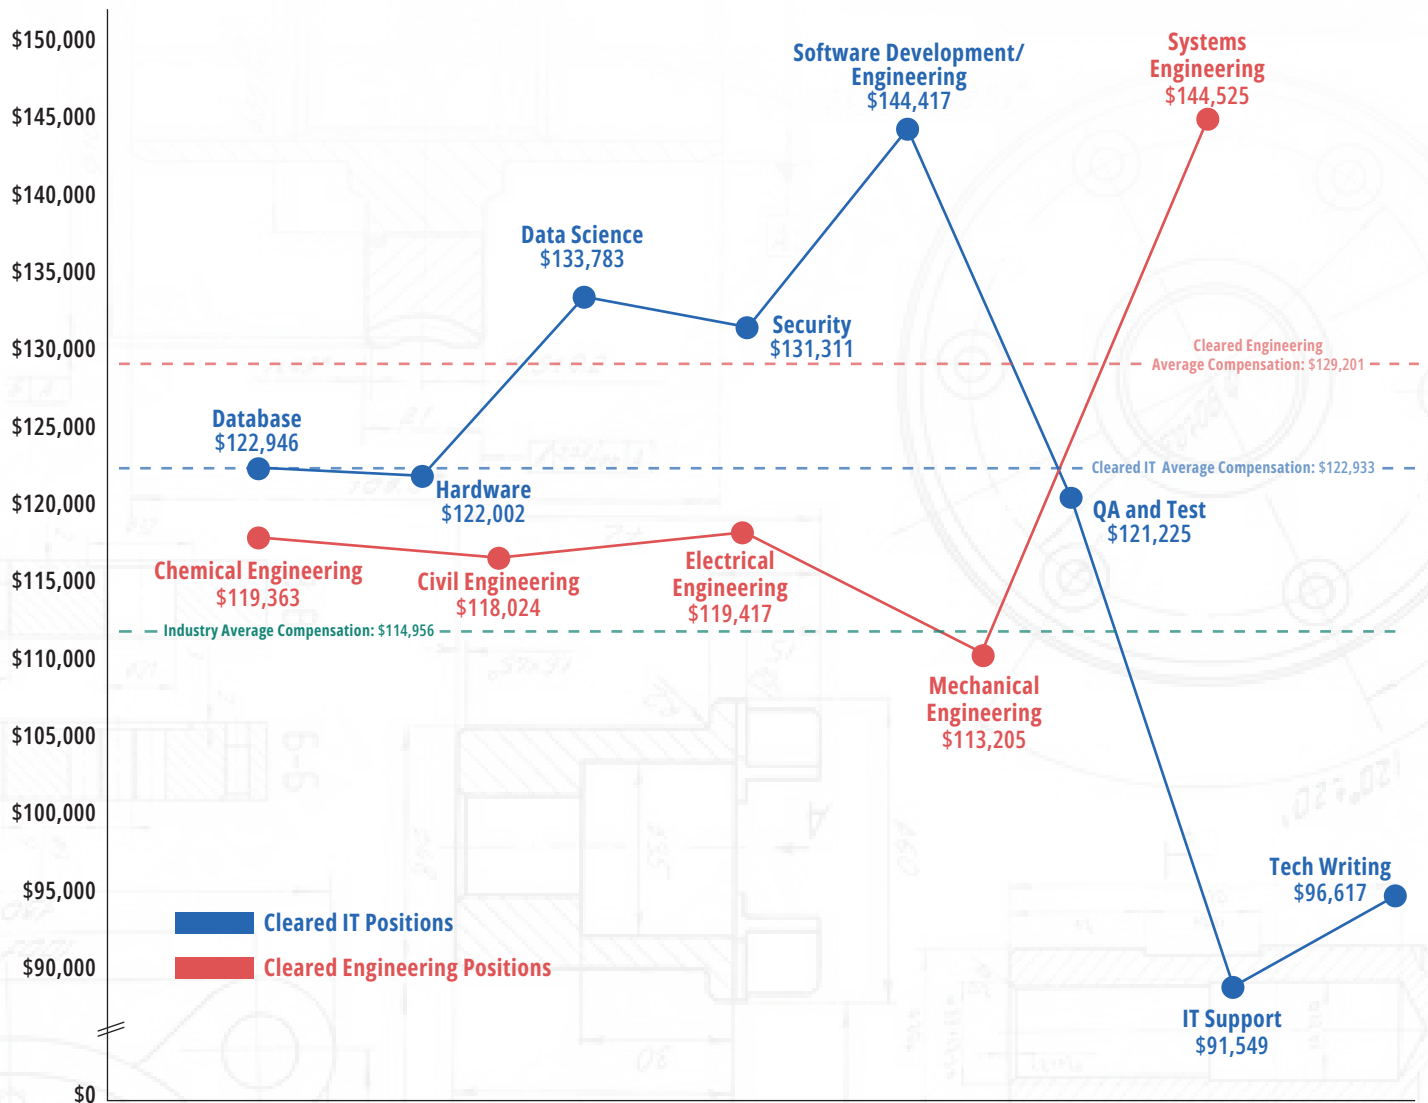 $150,000
$145,000
$140,000
$135,000
$130,000
$125,000
$120,000
$115,000
$110,000
$105,000
$100,000
$95,000
$90,000
$0
Database
$122,946
Hardware
$122,002
Data Science
$133,783
Security
$131,311
Software Development/
Engineering
$144,417
Systems
Engineering
$144,525
Cleared Engineering
Average Compensation: $129,201
Cleared IT Average Compensation: $122,933
QA and Test
$121,225
Chemical Engineering
$119,363
Civil Engineering
$118,024
Electrical
Engineering
$119,417
Industry Average Compensation: $114,956
Mechanical
Engineering
$113,205
Tech Writing
$96,617
IT Support
$91,549
Cleared IT Positions
Cleared Engineering Positions